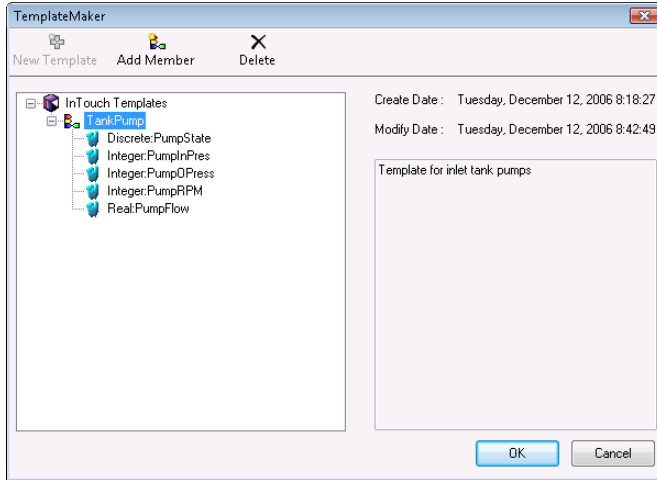 TemplateMaker
New Template Add Member Delete
InTouch Templates
TankPump
Discrete:PumpState
Integer:PumpInPres
Integer:PumpOPress
Integer:PumpRPM
Real:PumpFlow
Create Date : Tuesday, December 12, 2006 8:18:27
Modify Date : Tuesday, December 12, 2006 8:42:49
Template for inlet tank pumps
OK Cancel